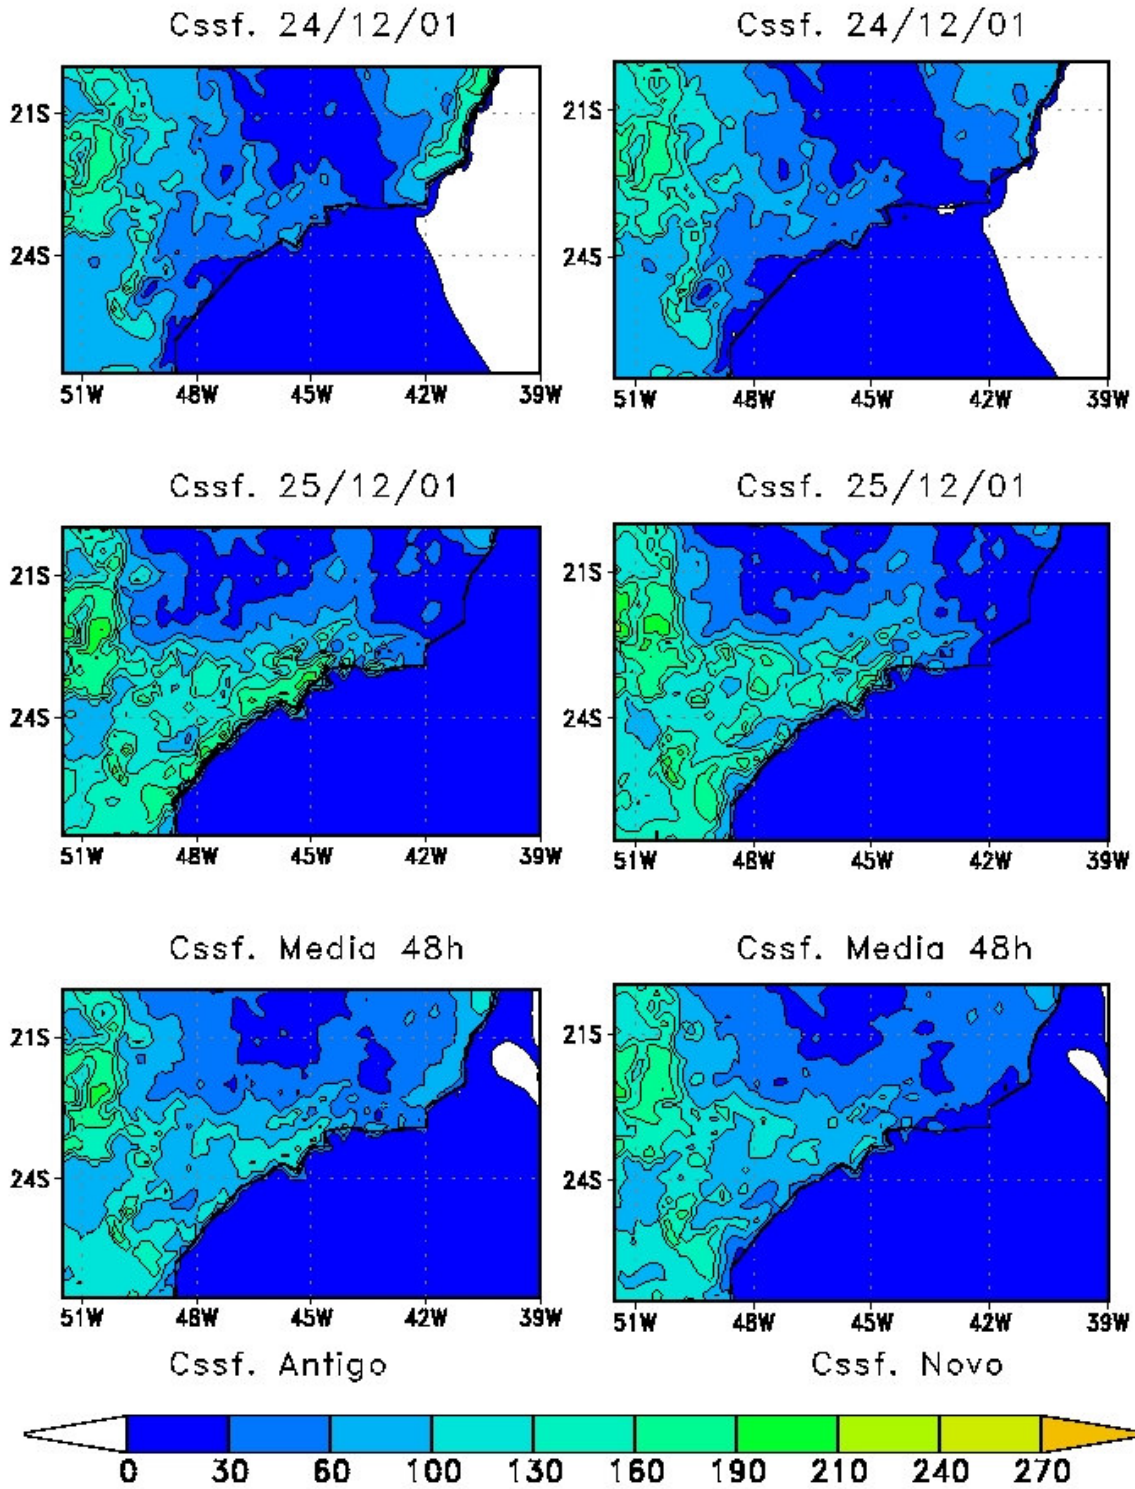 Cssf. 24/12/01 Cssf. 24/12/01
21S 21S
24S 24S
51W 48W 45W 42W 39W 51W 48W 45W 42W 39W
Cssf. 25/12/01 Cssf. 25/12/01
21S 21S
24S 24S
51W 48W 45W 42W 39W 51W 48W 45W 42W 39W
Cssf. Media 48h Cssf. Media 48h
21S 21S
24S 24S
51W 48W 45W 42W 39W 51W 48W 45W 42W 39W
Cssf. Antigo Cssf. Novo
0 30 60 100 130 160 190 210 240 270